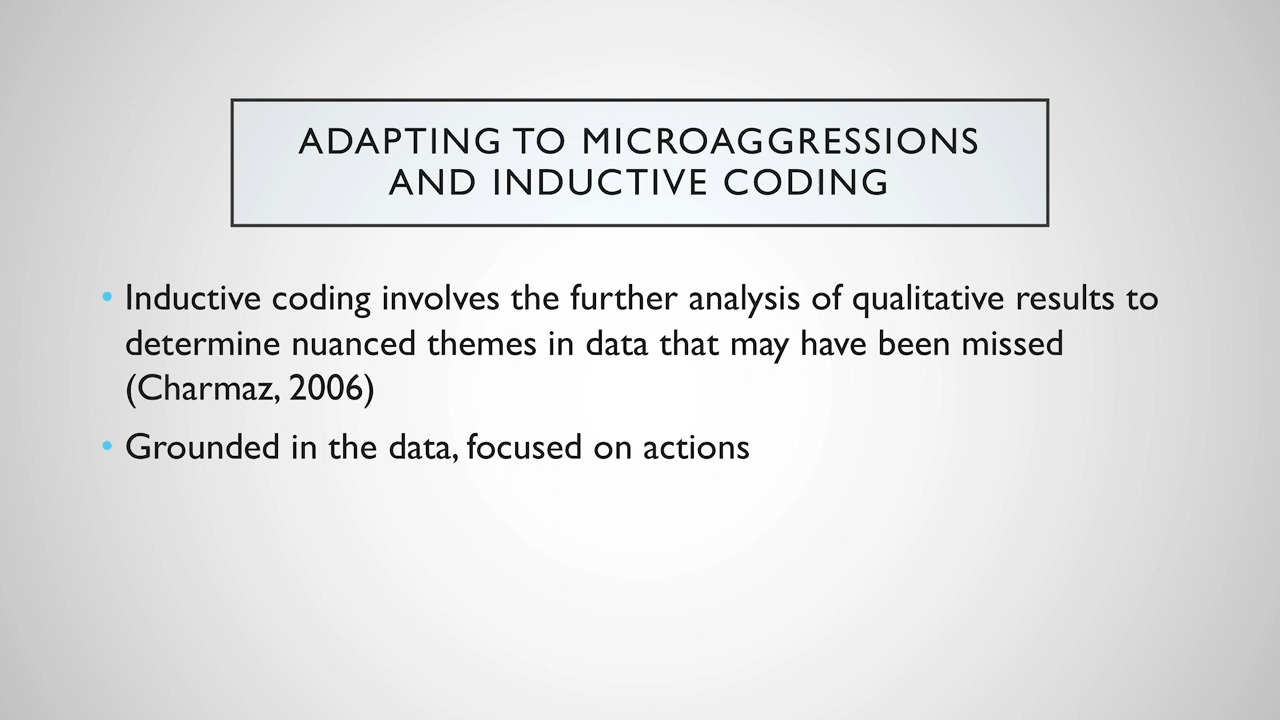 ADAPTING TO MICROAGGRESSIONS
AND INDUCTIVE CODING
• Inductive coding involves the further analysis of qualitative results to
determine nuanced themes in data that may have been missed
(Charmaz, 2006)
• Grounded in the data, focused on actions